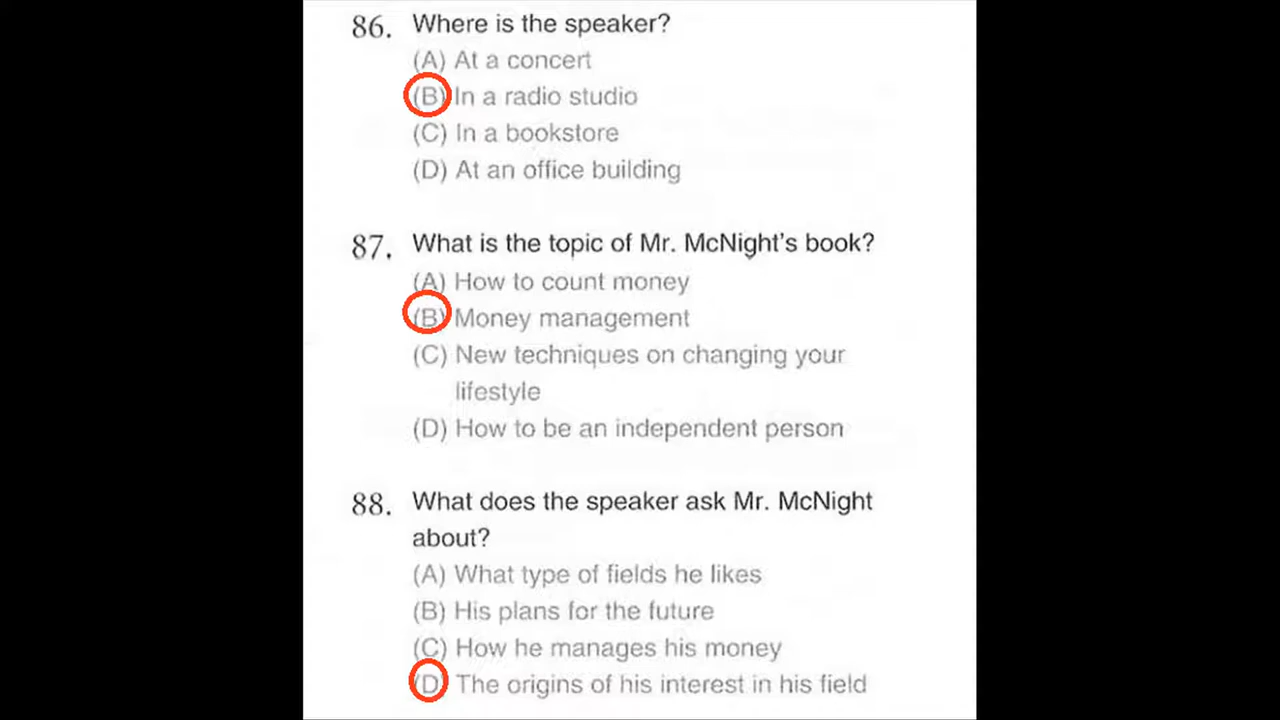 86. Where is the speaker?
(A) At a concert
(B) In a radio studio
(C) In a bookstore
(D) At an office building
87. What is the topic of Mr. McNight's book?
(A) How to count money
(B) Money management
(C) New techniques on changing your
lifestyle
(D) How to be an independent person
88. What does the speaker ask Mr. McNight
about?
(A) What type of fields he likes
(B) His plans for the future
(C) How he manages his money
(D) The origins of his interest in his field